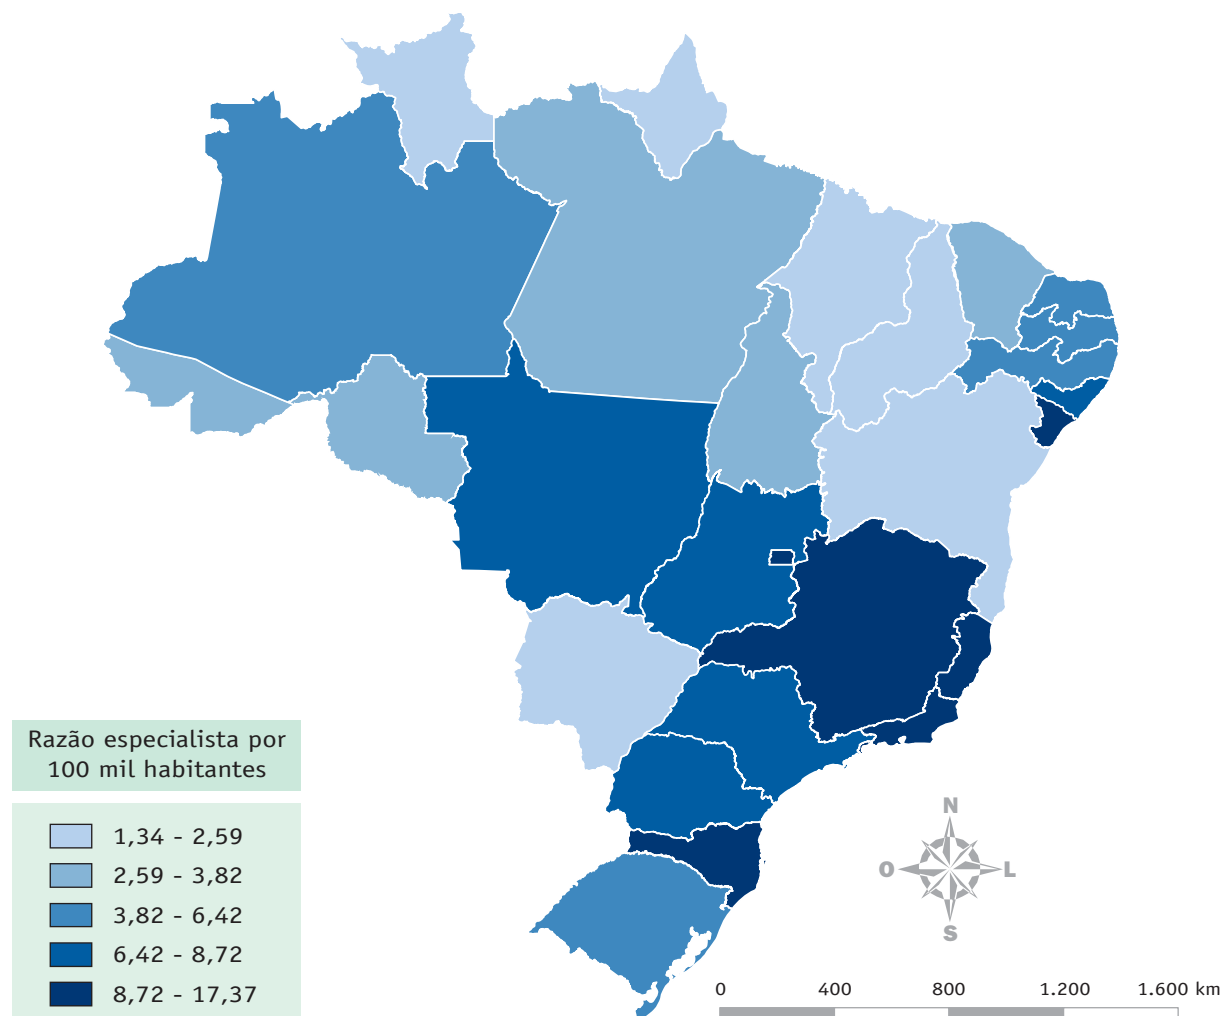 Razão especialista por
100 mil habitantes
1,34 - 2,59
2,59 - 3,82
3,82 - 6,42
6,42 - 8,72
8,72 - 17,37
N
O L
S
0 400 800 1.200 1.600 km